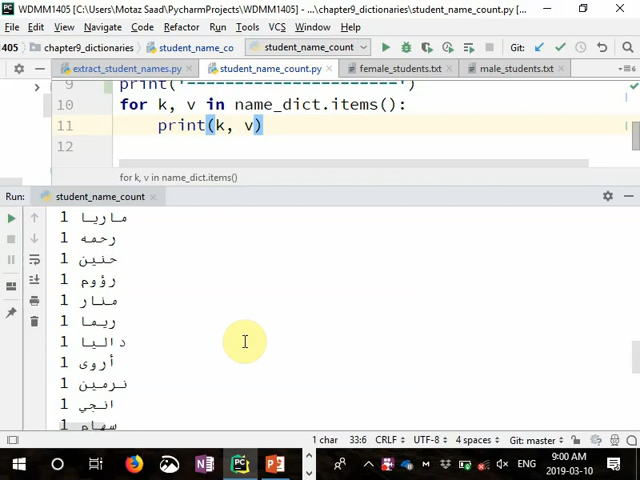 WDMM1405 [C:\Users\Motaz Saad\PycharmProjects\WDMM1405] - ...\chapter9_dictionaries\student_name_count.py [...
File Edit View Navigate Code Refactor Run Tools VCS Window Help
1405 chapter9_dictionaries student_name_co student_name_count Git:
extract_student_names.py student_name_count.py female_students.txt male_students.txt
9 print('----------------------')
10 for k, v in name_dict.items():
11 print(k, v)
12
for k, v in name_dict.items()
Run: student_name_count
ماريا 1
رحمه 1
حنين 1
رؤوم 1
منار 1
ريما 1
داليا 1
أروى 1
نرمين 1
انجي 1
سهام 1
1 char 33:6 CRLF UTF-8 4 spaces Git: master
ENG 9:00 AM 2019-03-10